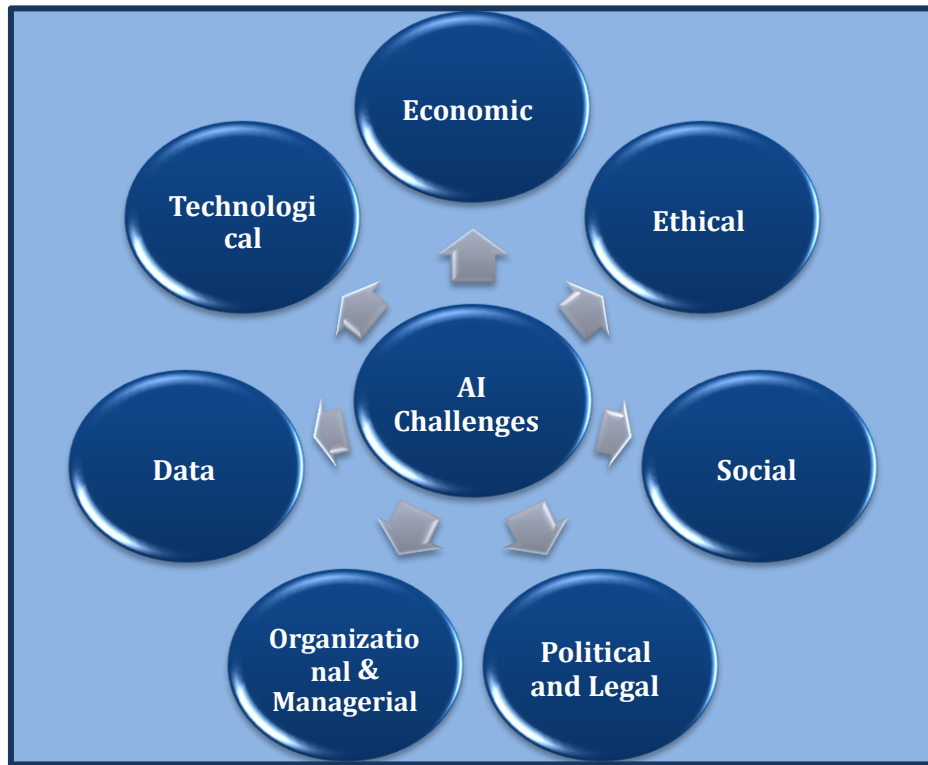 Economic
Technologi
cal
Ethical
AI
Challenges
Data
Social
Organizatio
nal &
Managerial
Political
and Legal